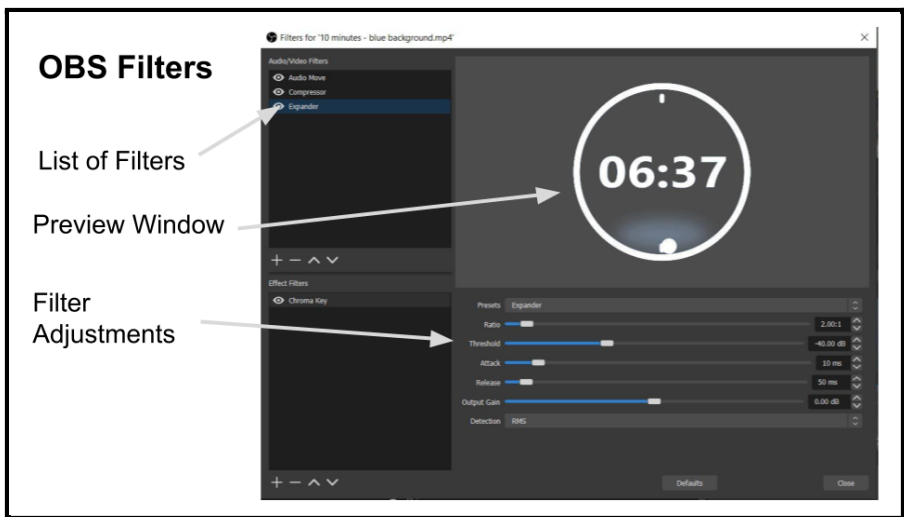 Filters for '10 minutes - blue background.mp4'
OBS Filters
Audio/Video Filters
Audio Move
Compressor
Expander
List of Filters
06:37
Preview Window
Effect Filters
Chroma Key
Filter
Adjustments
Presets Expander
Ratio 2.00:1
Threshold -40.00 dB
Attack 10 ms
Release 50 ms
Output Gain 0.00 dB
Detection RMS
Defaults Close